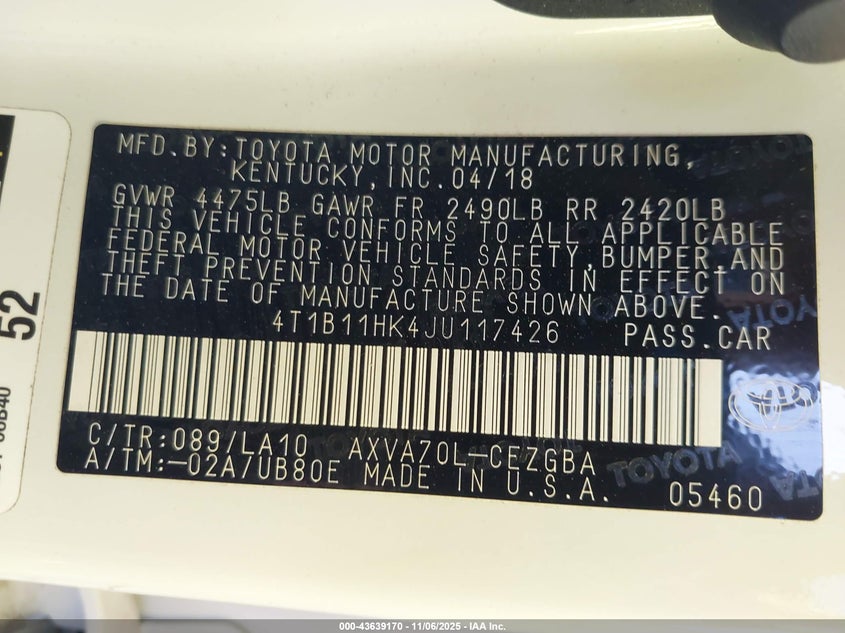 MFD.BY:TOYOTA MOTOR MANUFACTURING,
KENTUCKY,INC.04/18
GVWR 4475LB GAWR FR 2490LB RR 2420LB
THIS VEHICLE CONFORMS TO ALL APPLICABLE
FEDERAL MOTOR VEHICLE SAFETY,BUMPER,AND
THEFT PREVENTION STANDARDS IN EFFECT ON
THE DATE OF MANUFACTURE SHOWN ABOVE.
4T1B11HK4JU117426 PASS.CAR
C/TR:089/LA10 AXVA70L-CEZGBA
A/TM:-02A/UB80E MADE IN U.S.A. 05460
TOYOTA
52
000-43639170 - 11/06/2025 - IAA Inc.